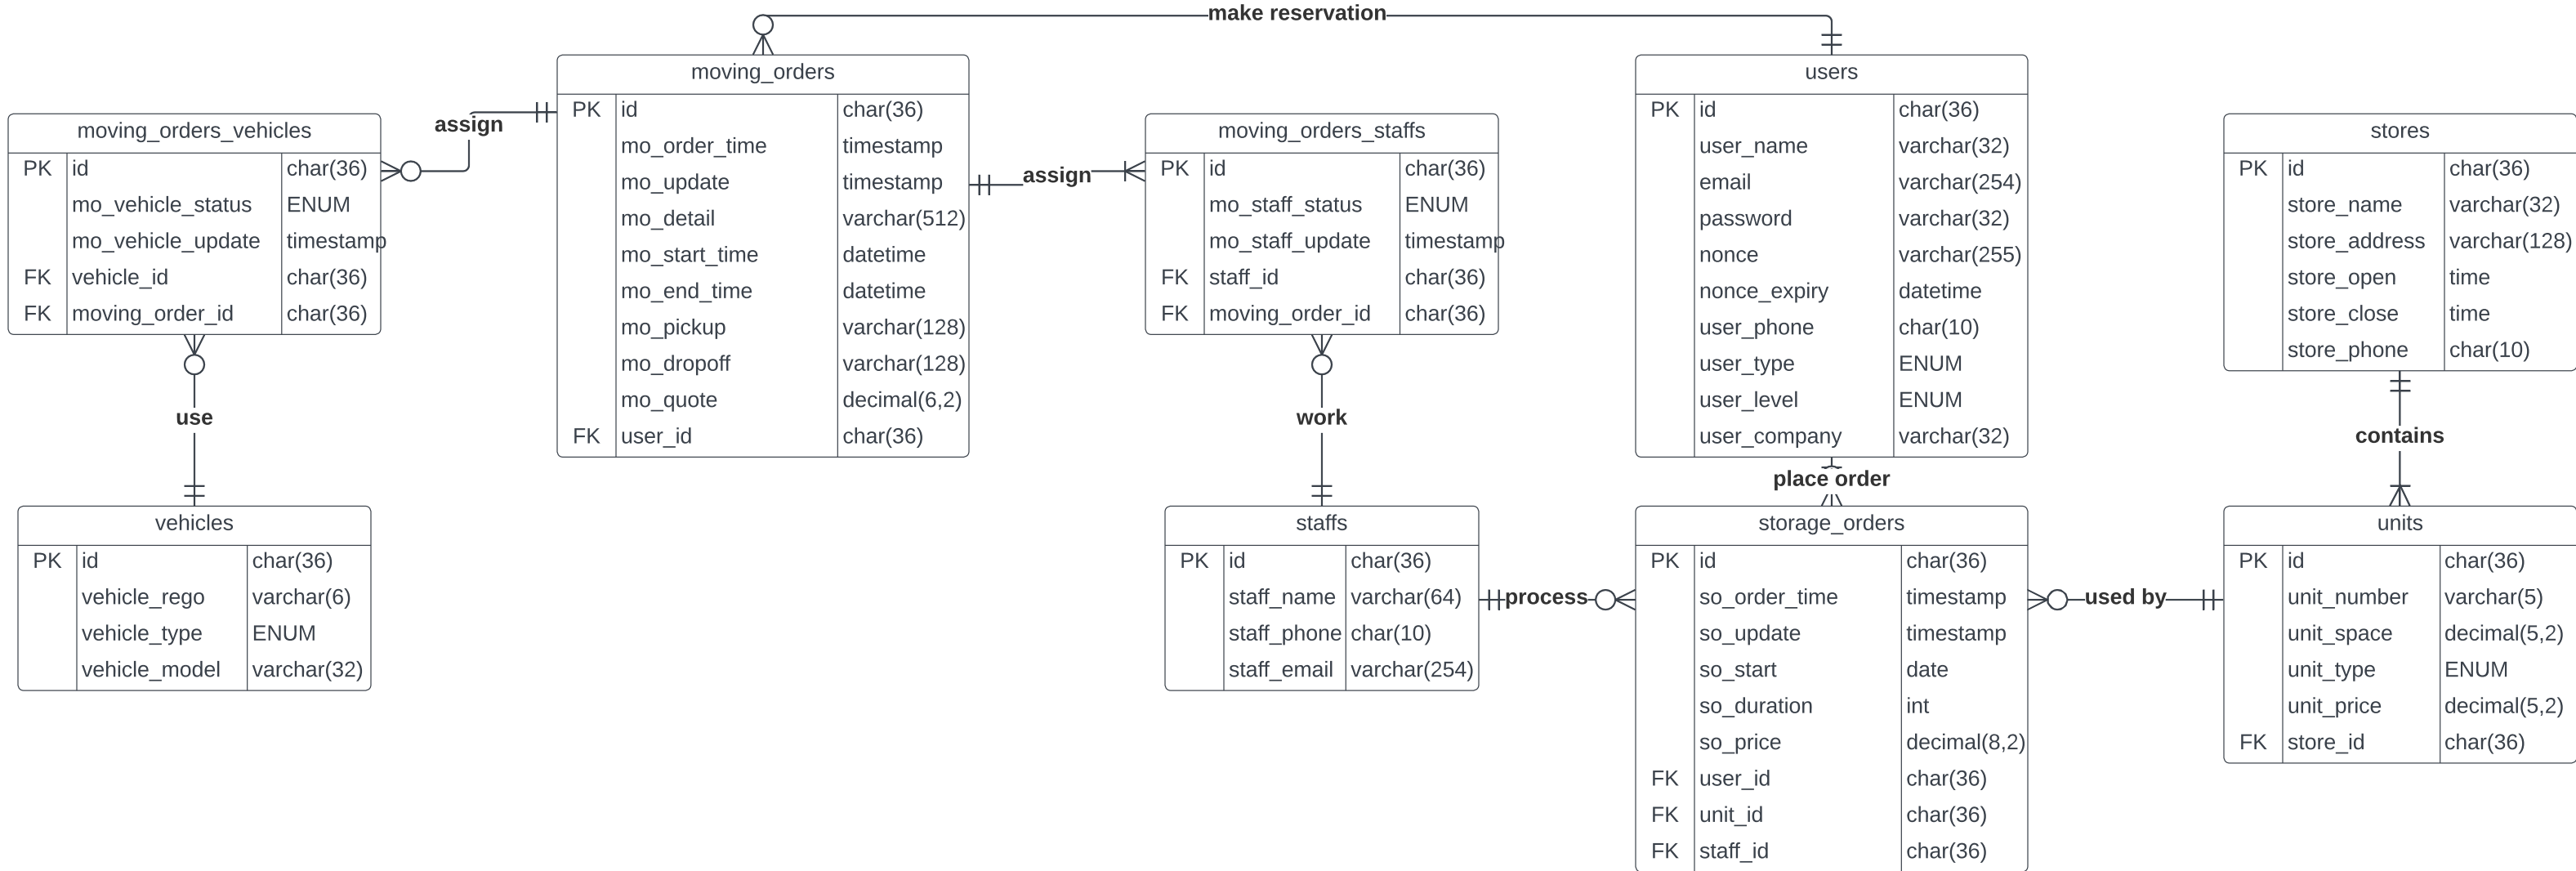 make reservation
moving_orders
PK id char(36)
mo_order_time timestamp
mo_update timestamp
mo_detail varchar(512)
mo_start_time datetime
mo_end_time datetime
mo_pickup varchar(128)
mo_dropoff varchar(128)
mo_quote decimal(6,2)
FK user_id char(36)
users
PK id char(36)
user_name varchar(32)
email varchar(254)
password varchar(32)
nonce varchar(255)
nonce_expiry datetime
user_phone char(10)
user_type ENUM
user_level ENUM
user_company varchar(32)
moving_orders_vehicles
PK id char(36)
mo_vehicle_status ENUM
mo_vehicle_update timestamp
FK vehicle_id char(36)
FK moving_order_id char(36)
assign
assign
moving_orders_staffs
PK id char(36)
mo_staff_status ENUM
mo_staff_update timestamp
FK staff_id char(36)
FK moving_order_id char(36)
stores
PK id char(36)
store_name varchar(32)
store_address varchar(128)
store_open time
store_close time
store_phone char(10)
use
work
place order
contains
vehicles
PK id char(36)
vehicle_rego varchar(6)
vehicle_type ENUM
vehicle_model varchar(32)
staffs
PK id char(36)
staff_name varchar(64)
staff_phone char(10)
staff_email varchar(254)
process
storage_orders
PK id char(36)
so_order_time timestamp
so_update timestamp
so_start date
so_duration int
so_price decimal(8,2)
FK user_id char(36)
FK unit_id char(36)
FK staff_id char(36)
used by
units
PK id char(36)
unit_number varchar(5)
unit_space decimal(5,2)
unit_type ENUM
unit_price decimal(5,2)
FK store_id char(36)